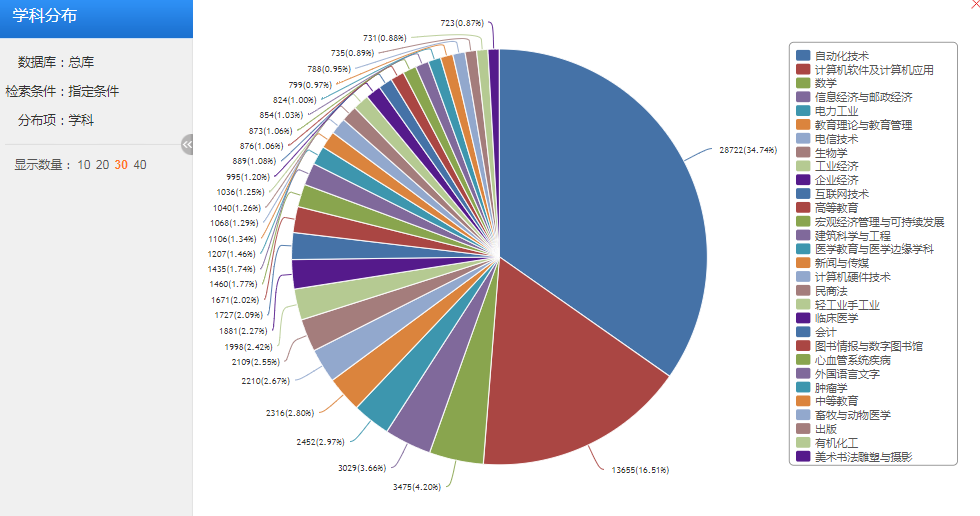 学科分布
数据库：总库
检索条件：指定条件
分布项：学科
显示数量： 10 20 30 40
723(0.87%)
731(0.88%)
735(0.89%)
788(0.95%)
799(0.97%)
824(1.00%)
854(1.03%)
873(1.06%)
876(1.06%)
889(1.08%)
995(1.20%)
1036(1.25%)
1040(1.26%)
1068(1.29%)
1106(1.34%)
1207(1.46%)
1435(1.74%)
1460(1.77%)
1671(2.02%)
1727(2.09%)
1881(2.27%)
1998(2.42%)
2109(2.55%)
2210(2.67%)
2316(2.80%)
2452(2.97%)
3029(3.66%)
3475(4.20%)
13655(16.51%)
28722(34.74%)
自动化技术
计算机软件及计算机应用
数学
信息经济与邮政经济
电力工业
教育理论与教育管理
电信技术
生物学
工业经济
企业经济
互联网技术
高等教育
宏观经济管理与可持续发展
建筑科学与工程
医学教育与医学边缘学科
新闻与传媒
计算机硬件技术
民商法
轻工业手工业
临床医学
会计
图书情报与数字图书馆
心血管系统疾病
外国语言文字
肿瘤学
中等教育
畜牧与动物医学
出版
有机化工
美术书法雕塑与摄影